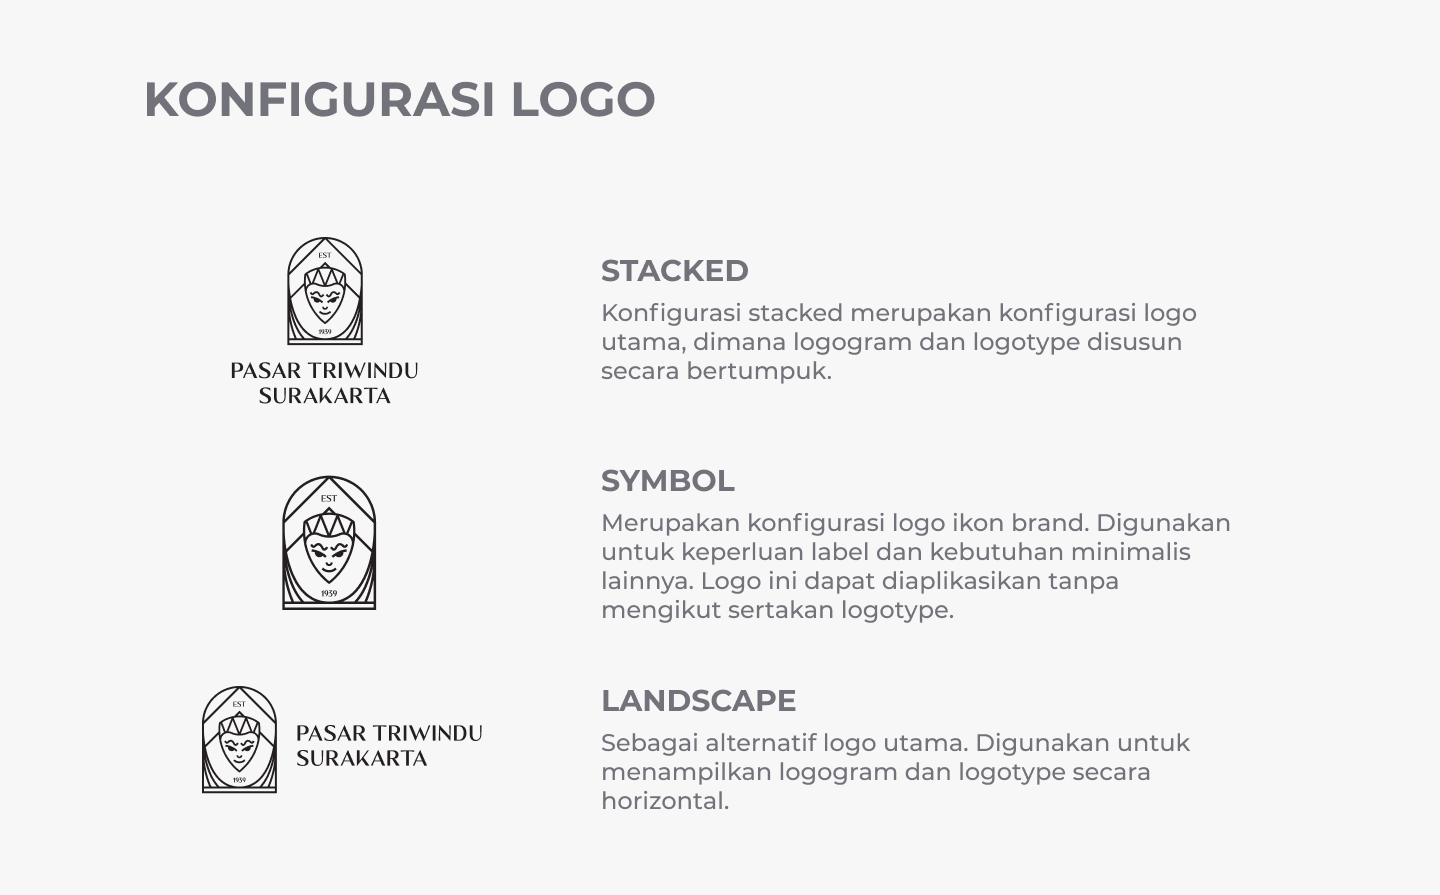 KONFIGURASI LOGO
EST
1939
PASAR TRIWINDU
SURAKARTA
STACKED
Konfigurasi stacked merupakan konfigurasi logo
utama, dimana logogram dan logotype disusun
secara bertumpuk.
EST
1939
SYMBOL
Merupakan konfigurasi logo ikon brand. Digunakan
untuk keperluan label dan kebutuhan minimalis
lainnya. Logo ini dapat diaplikasikan tanpa
mengikut sertakan logotype.
EST
1939
PASAR TRIWINDU
SURAKARTA
LANDSCAPE
Sebagai alternatif logo utama. Digunakan untuk
menampilkan logogram dan logotype secara
horizontal.